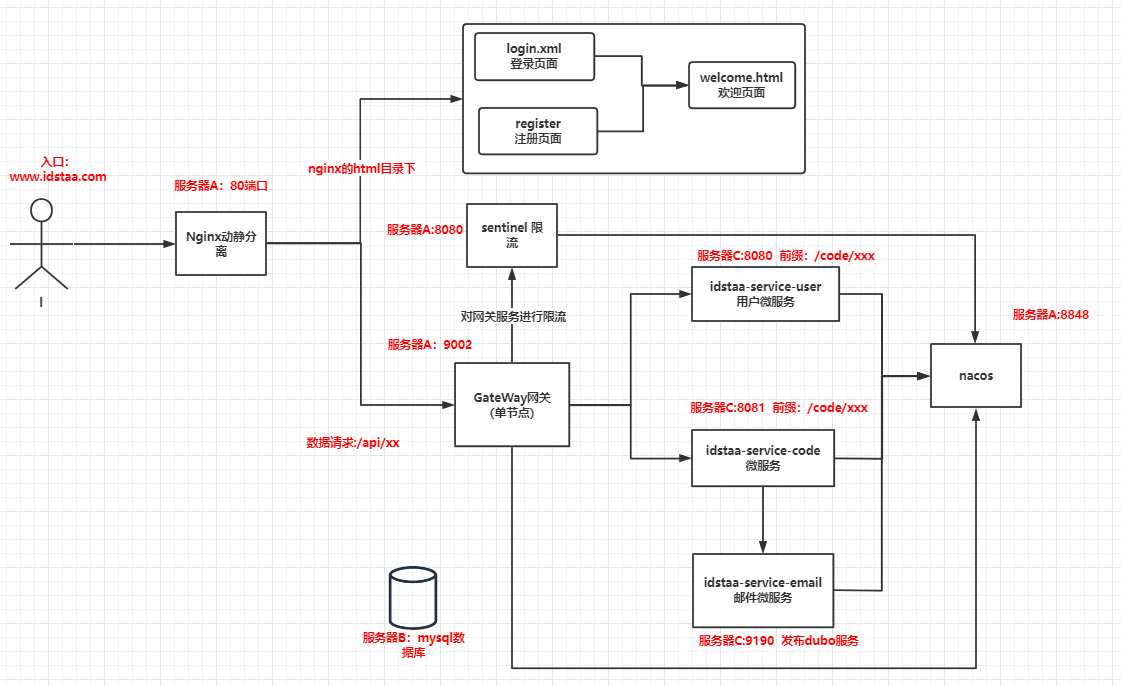 login.xml
登录页面
welcome.html
欢迎页面
register
注册页面
入口:
www.idstaa.com
nginx的html目录下
服务器A：80端口
Nginx动静分
离
服务器A:8080
sentinel 限
流
服务器C:8080 前缀：/code/xxx
idstaa-service-user
用户微服务
对网关服务进行限流
服务器A:8848
I
服务器A：9002
nacos
GateWay网关
(单节点)
服务器C:8081 前缀：/code/xxx
数据请求:/api/xx
idstaa-service-code
微服务
idstaa-service-email
邮件微服务
服务器B：mysql数
据库
服务器C:9190 发布dubo服务